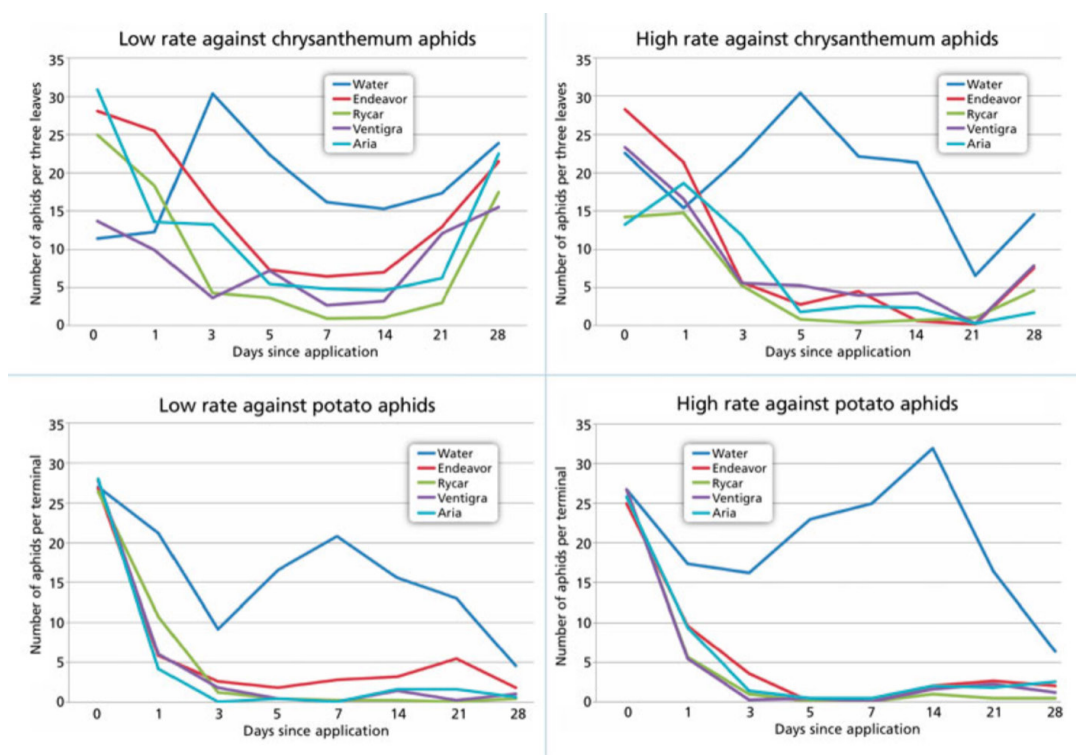 Low rate against chrysanthemum aphids
Number of aphids per three leaves
35
30
25
20
15
10
5
0
Water
Endeavor
Rycar
Ventigra
Aria
0 1 3 5 7 14 21 28
Days since application
High rate against chrysanthemum aphids
Number of aphids per three leaves
35
30
25
20
15
10
5
0
Water
Endeavor
Rycar
Ventigra
Aria
0 1 3 5 7 14 21 28
Days since application
Low rate against potato aphids
Number of aphids per terminal
35
30
25
20
15
10
5
0
Water
Endeavor
Rycar
Ventigra
Aria
0 1 3 5 7 14 21 28
Days since application
High rate against potato aphids
Number of aphids per terminal
35
30
25
20
15
10
5
0
Water
Endeavor
Rycar
Ventigra
Aria
0 1 3 5 7 14 21 28
Days since application